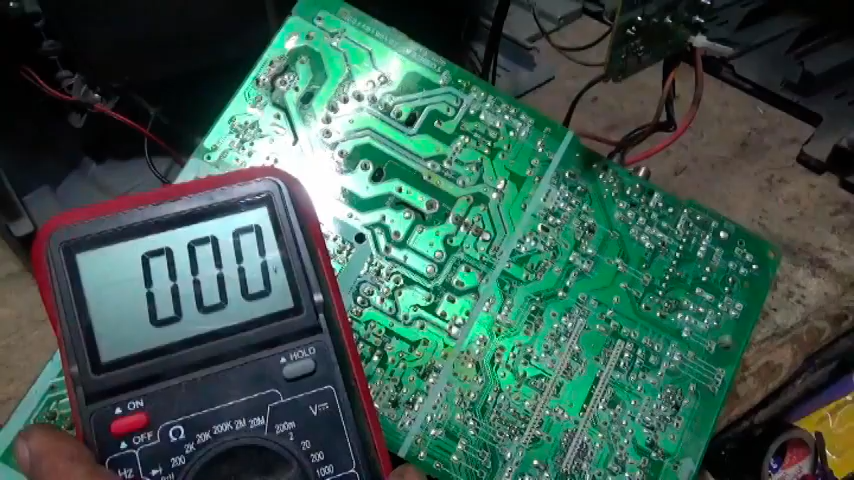 000
▲ HOLD
▲ ON
▲ OFF
Ω
V
Hz
200
2K
20K
200K
2M
20M
200m
2
20
200
1000